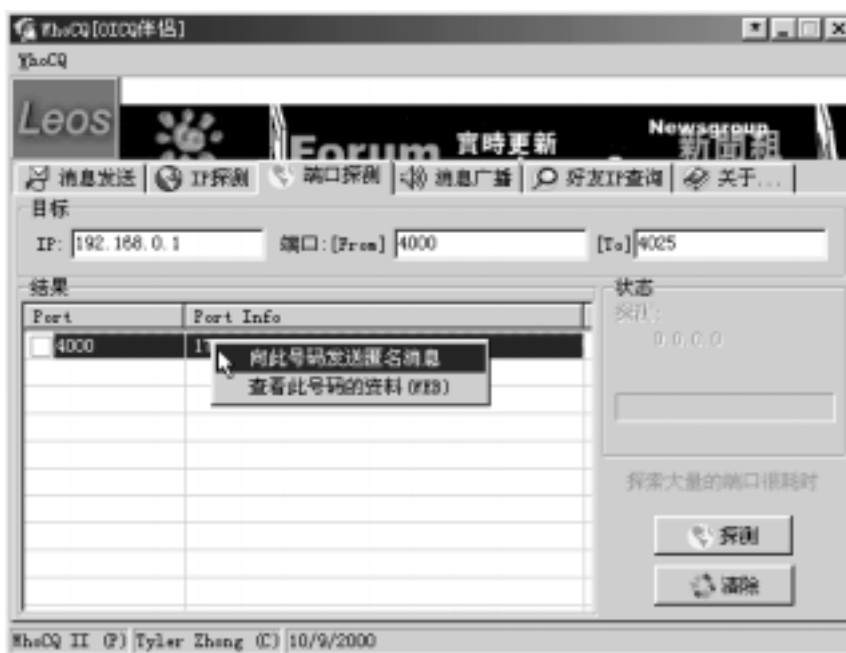 WhoCQ[OICQ伴侣]
WhoCQ
Leos
Forum 實時更新 Newsgroup 新聞組
消息发送 IP探测 端口探测 消息广播 好友IP查询 关于...
目标
IP: 192.168.0.1 端口:[From] 4000 [To] 4025
结果 状态
Port Port Info 探测:
4000 0.0.0.0
向此号码发送匿名消息
查看此号码的资料(WEB)
探索大量的端口很耗时
探测
清除
WhoCQ II (P) Tyler Zhong (C) 10/9/2000